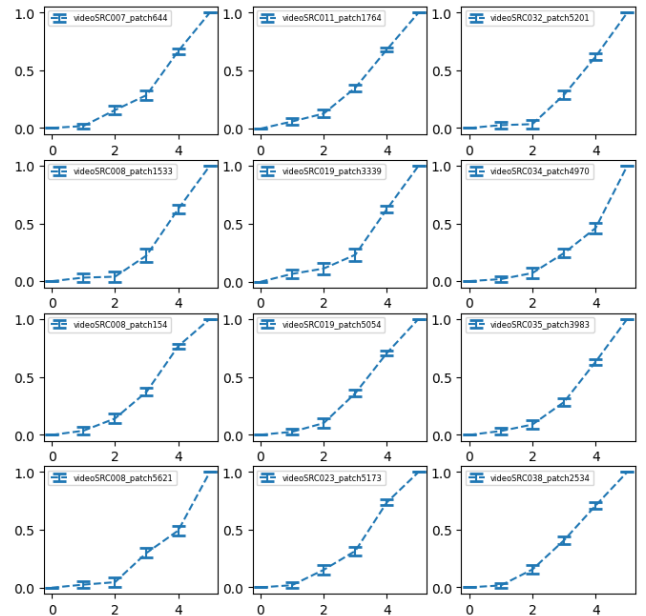 videoSRC007_patch644
1.0
0.5
0.0
0 2 4
videoSRC011_patch1764
1.0
0.5
0.0
0 2 4
videoSRC032_patch5201
1.0
0.5
0.0
0 2 4
videoSRC008_patch1533
1.0
0.5
0.0
0 2 4
videoSRC019_patch3339
1.0
0.5
0.0
0 2 4
videoSRC034_patch4970
1.0
0.5
0.0
0 2 4
videoSRC008_patch154
1.0
0.5
0.0
0 2 4
videoSRC019_patch5054
1.0
0.5
0.0
0 2 4
videoSRC035_patch3983
1.0
0.5
0.0
0 2 4
videoSRC008_patch5621
1.0
0.5
0.0
0 2 4
videoSRC023_patch5173
1.0
0.5
0.0
0 2 4
videoSRC038_patch2534
1.0
0.5
0.0
0 2 4